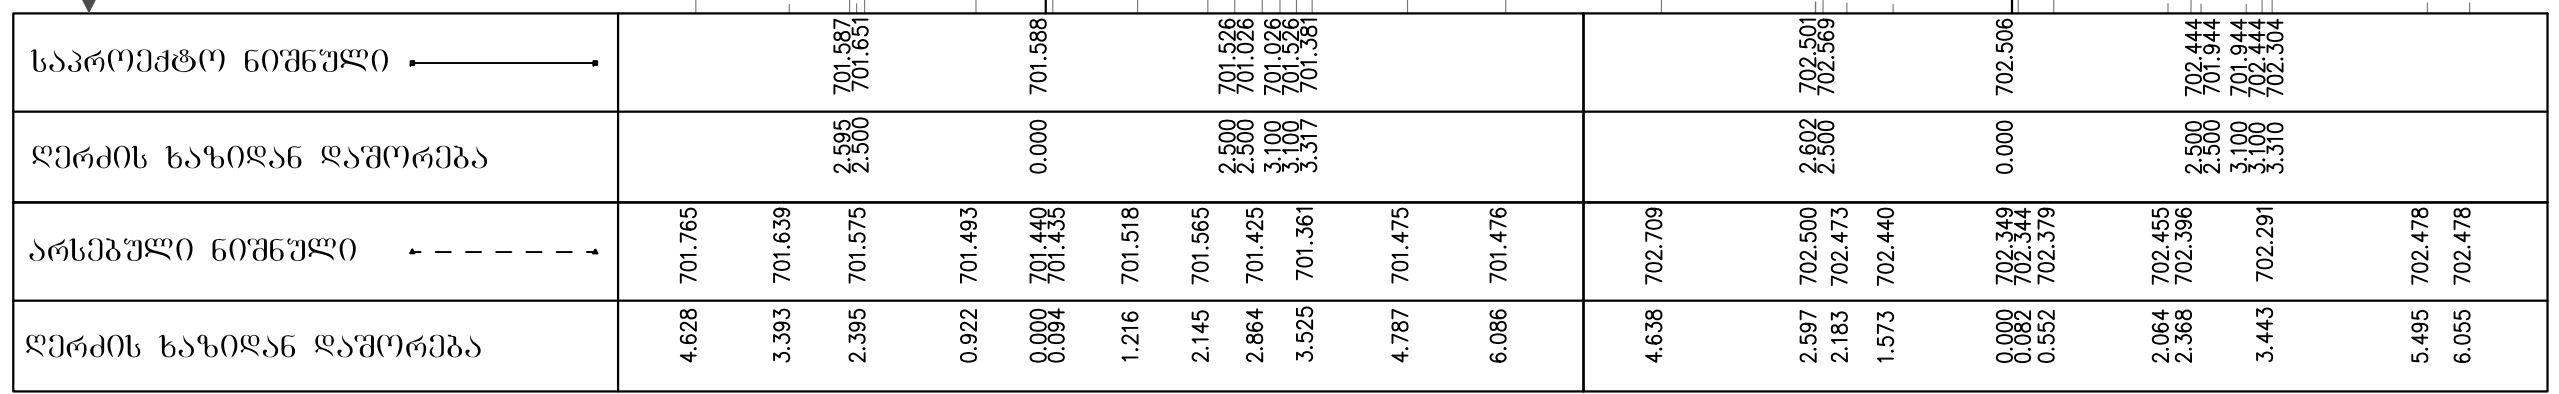 საპროექტო ნიშნული 701.587 701.651 701.588 701.526 701.026 701.026 701.526 701.381 702.501 702.569 702.506 702.444 701.944 701.944 702.444 702.304
ღერძის ხაზიდან დაშორება 2.595 2.500 0.000 2.500 2.500 3.100 3.100 3.317 2.602 2.500 0.000 2.500 2.500 3.100 3.100 3.310
არსებული ნიშნული 701.765 701.639 701.575 701.493 701.440 701.435 701.518 701.565 701.425 701.361 701.475 701.476 702.709 702.500 702.473 702.440 702.349 702.344 702.379 702.455 702.396 702.291 702.478 702.478
ღერძის ხაზიდან დაშორება 4.628 3.393 2.395 0.922 0.000 0.094 1.216 2.145 2.864 3.525 4.787 6.086 4.638 2.597 2.183 1.573 0.000 0.082 0.552 2.064 2.368 3.443 5.495 6.055